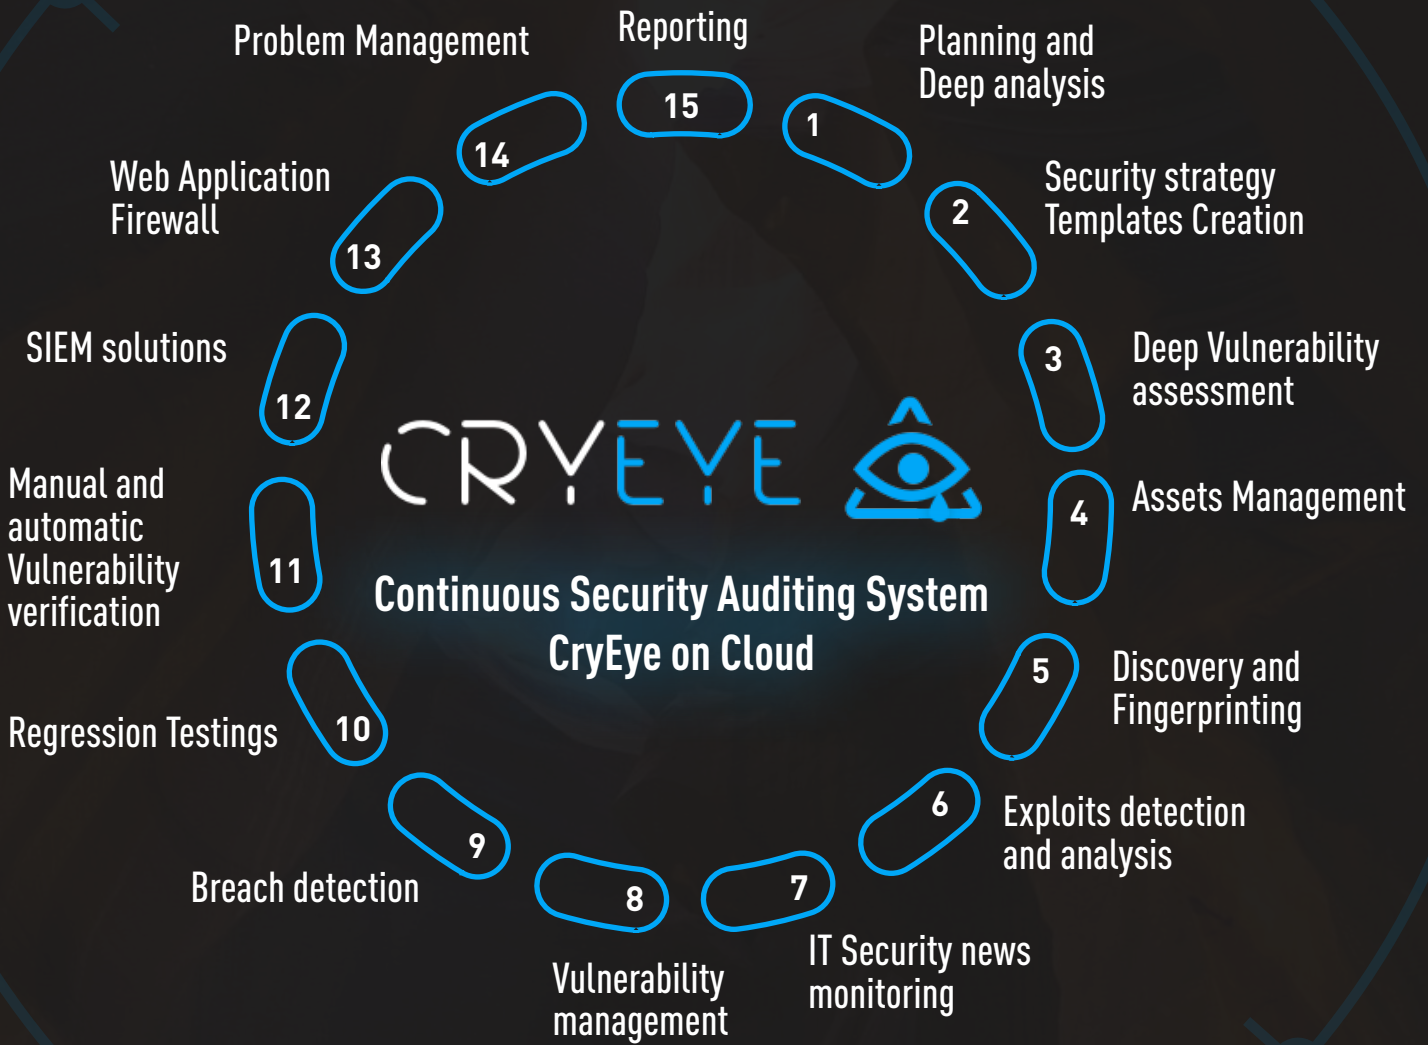 Reporting
15
Planning and
Deep analysis
1
Security strategy
Templates Creation
2
Deep Vulnerability
assessment
3
Assets Management
4
Discovery and
Fingerprinting
5
Exploits detection
and analysis
6
IT Security news
monitoring
7
Vulnerability
management
8
Breach detection
9
Regression Testings
10
Manual and
automatic
Vulnerability
verification
11
SIEM solutions
12
Web Application
Firewall
13
Problem Management
14
CRYEYE
Continuous Security Auditing System
CryEye on Cloud